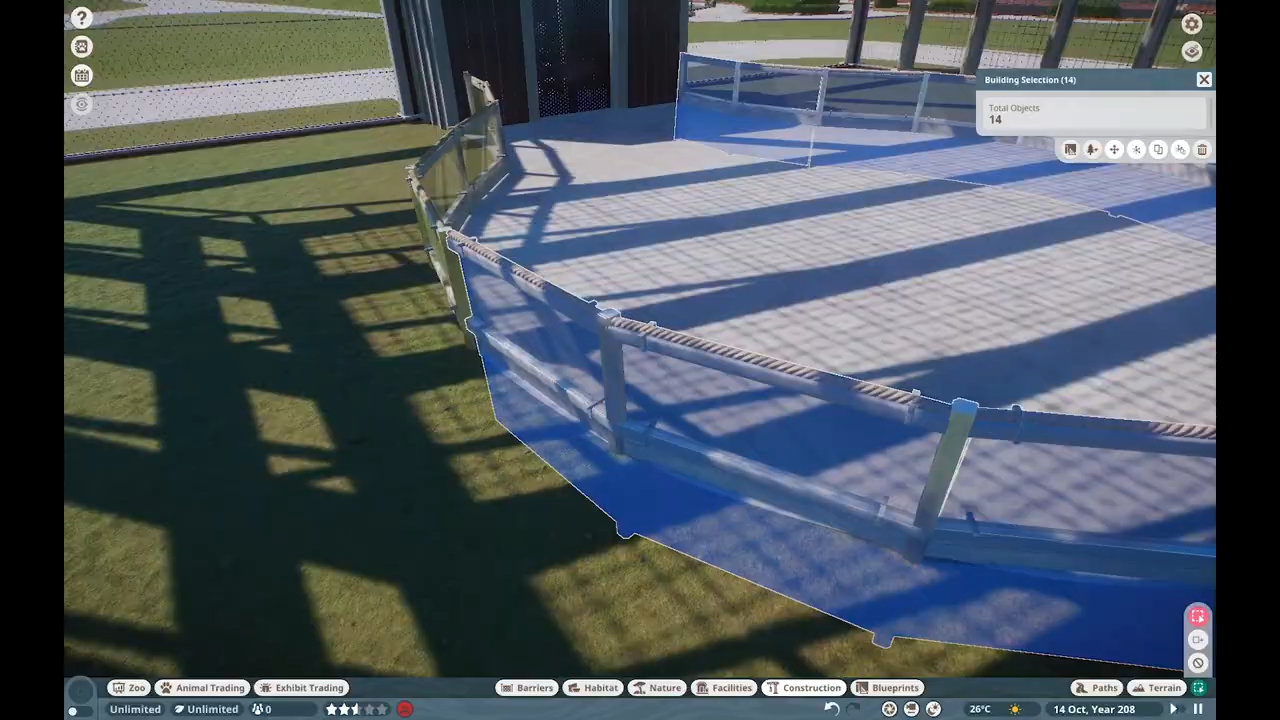 ?
Building Selection (14)
Total Objects
14
Zoo
Animal Trading
Exhibit Trading
Barriers
Habitat
Nature
Facilities
Construction
Blueprints
Paths
Terrain
Unlimited
Unlimited
0
26°C
14 Oct, Year 208